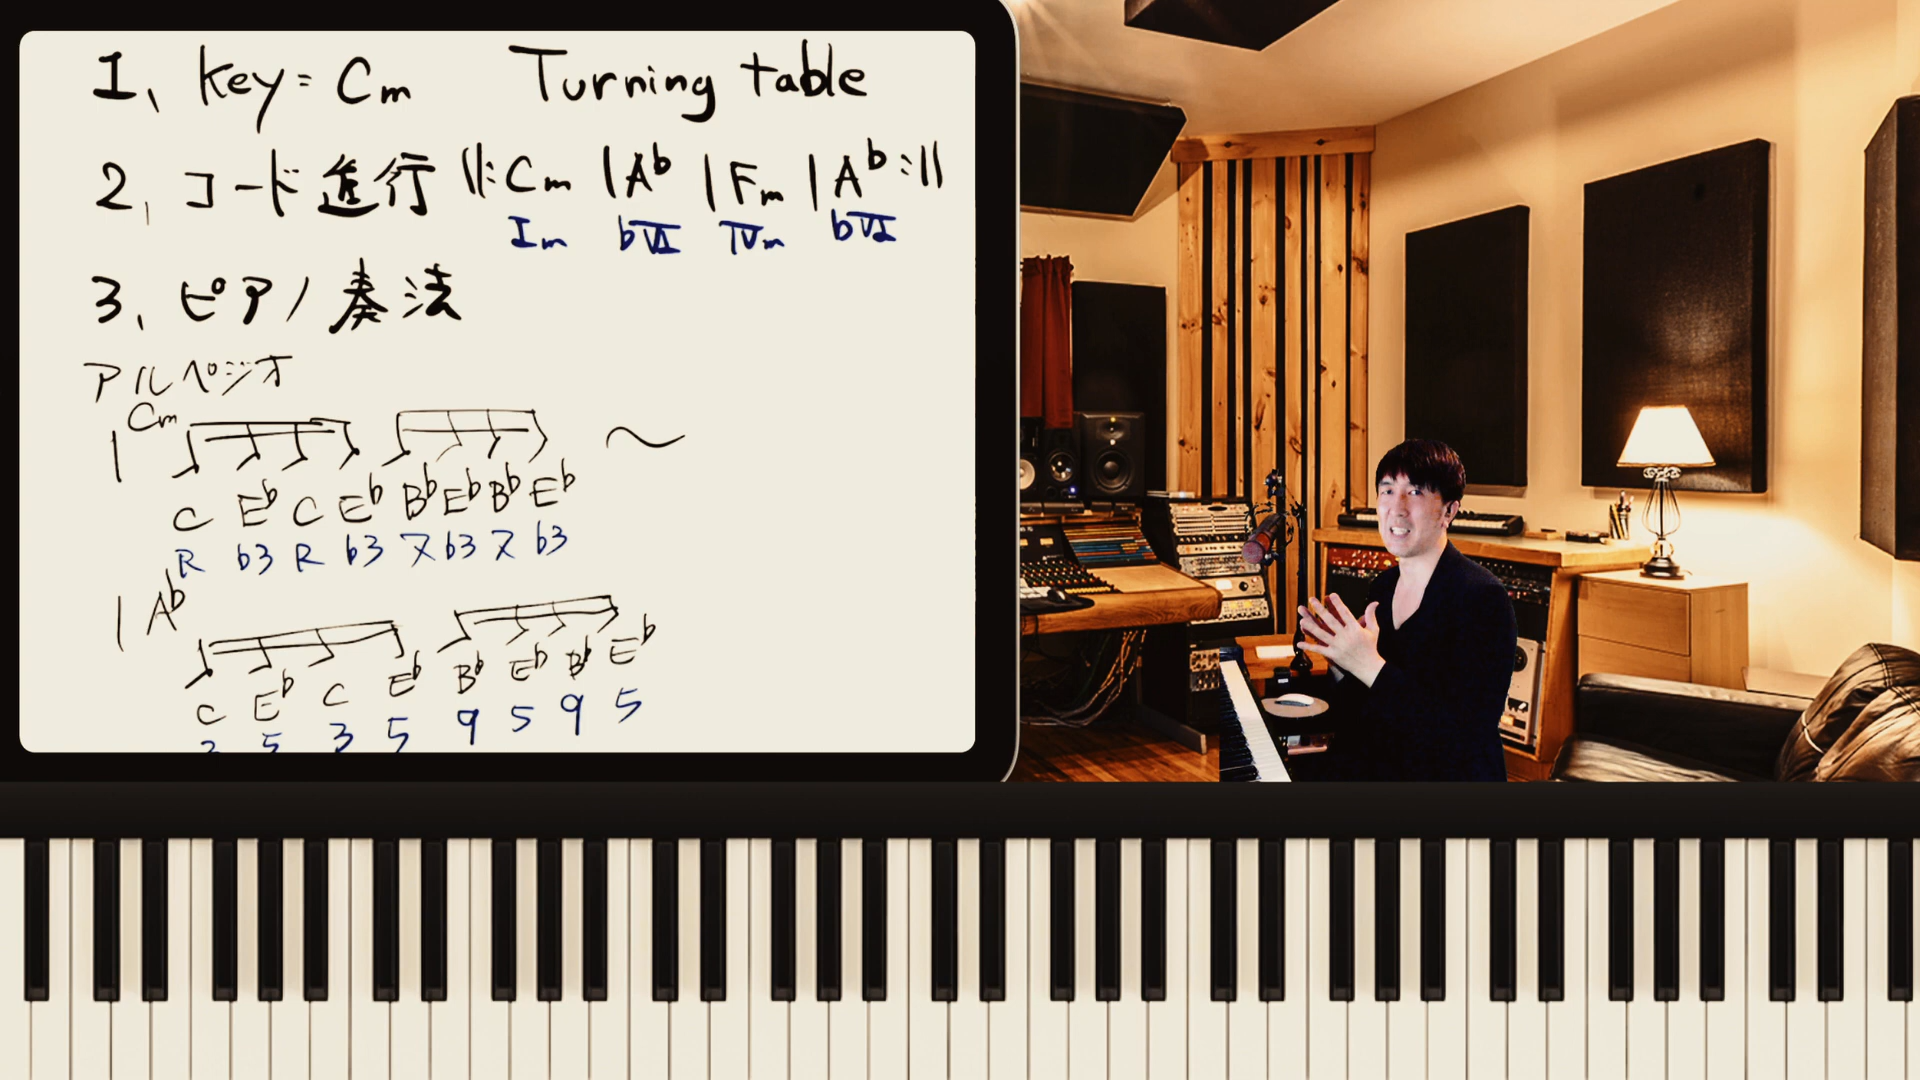 1、Key=Cm Turning table
2、コード進行 ‖:Cm |A♭ |Fm |A♭:‖
Im ♭VI IVm ♭VI
3、ピアノ奏法
アルペジオ
| Cm
C E♭ C E♭ B♭ E♭ B♭ E♭ ~
R ♭3 R ♭3 7 ♭3 7 ♭3
| A♭
C E♭ C E♭ B♭ E♭ B♭ E♭
3 5 3 5 9 5 9 5